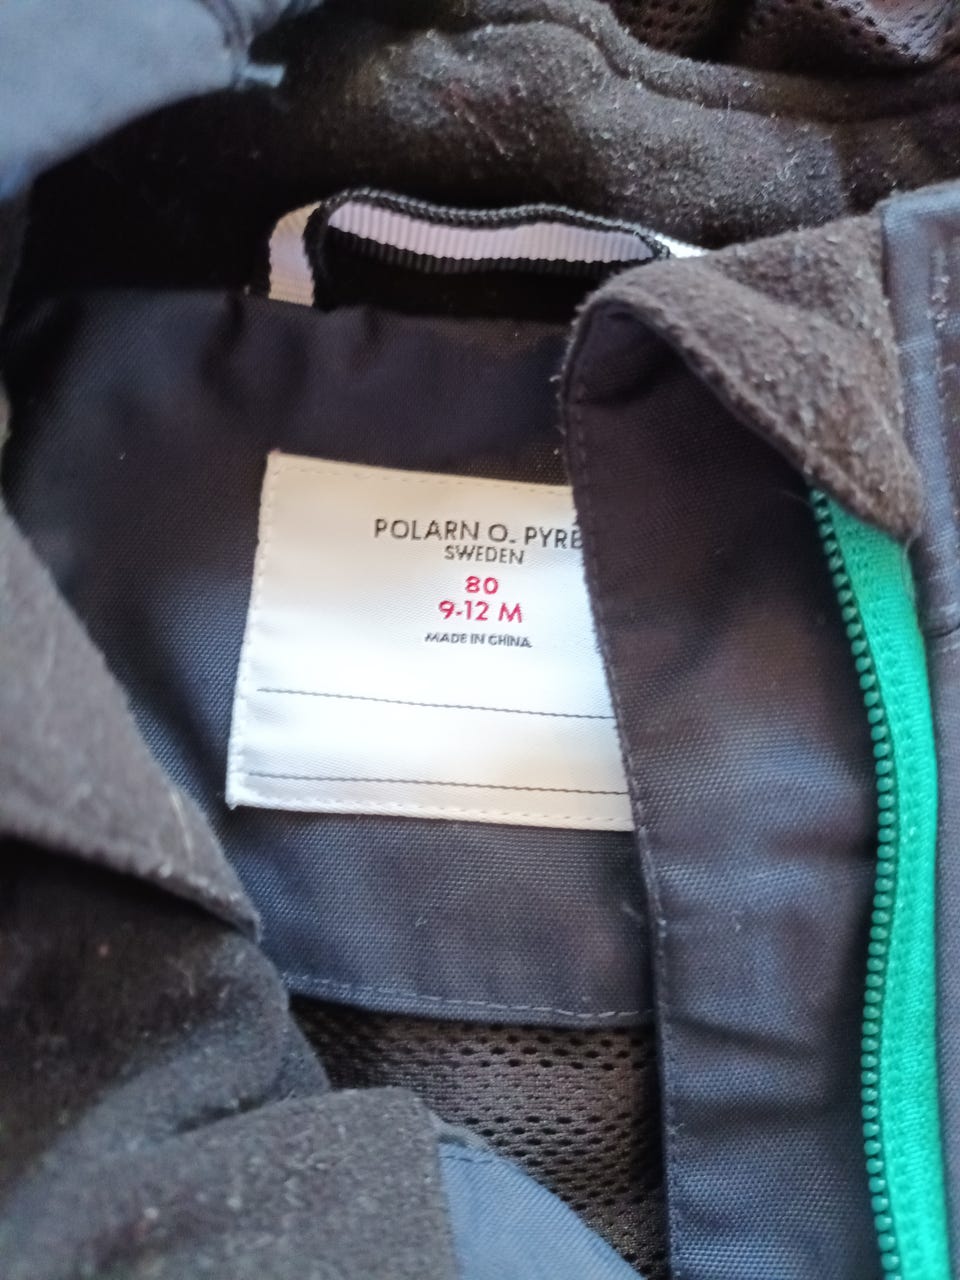 POLARN O. PYRE
SWEDEN
80
9-12 M
MADE IN CHINA